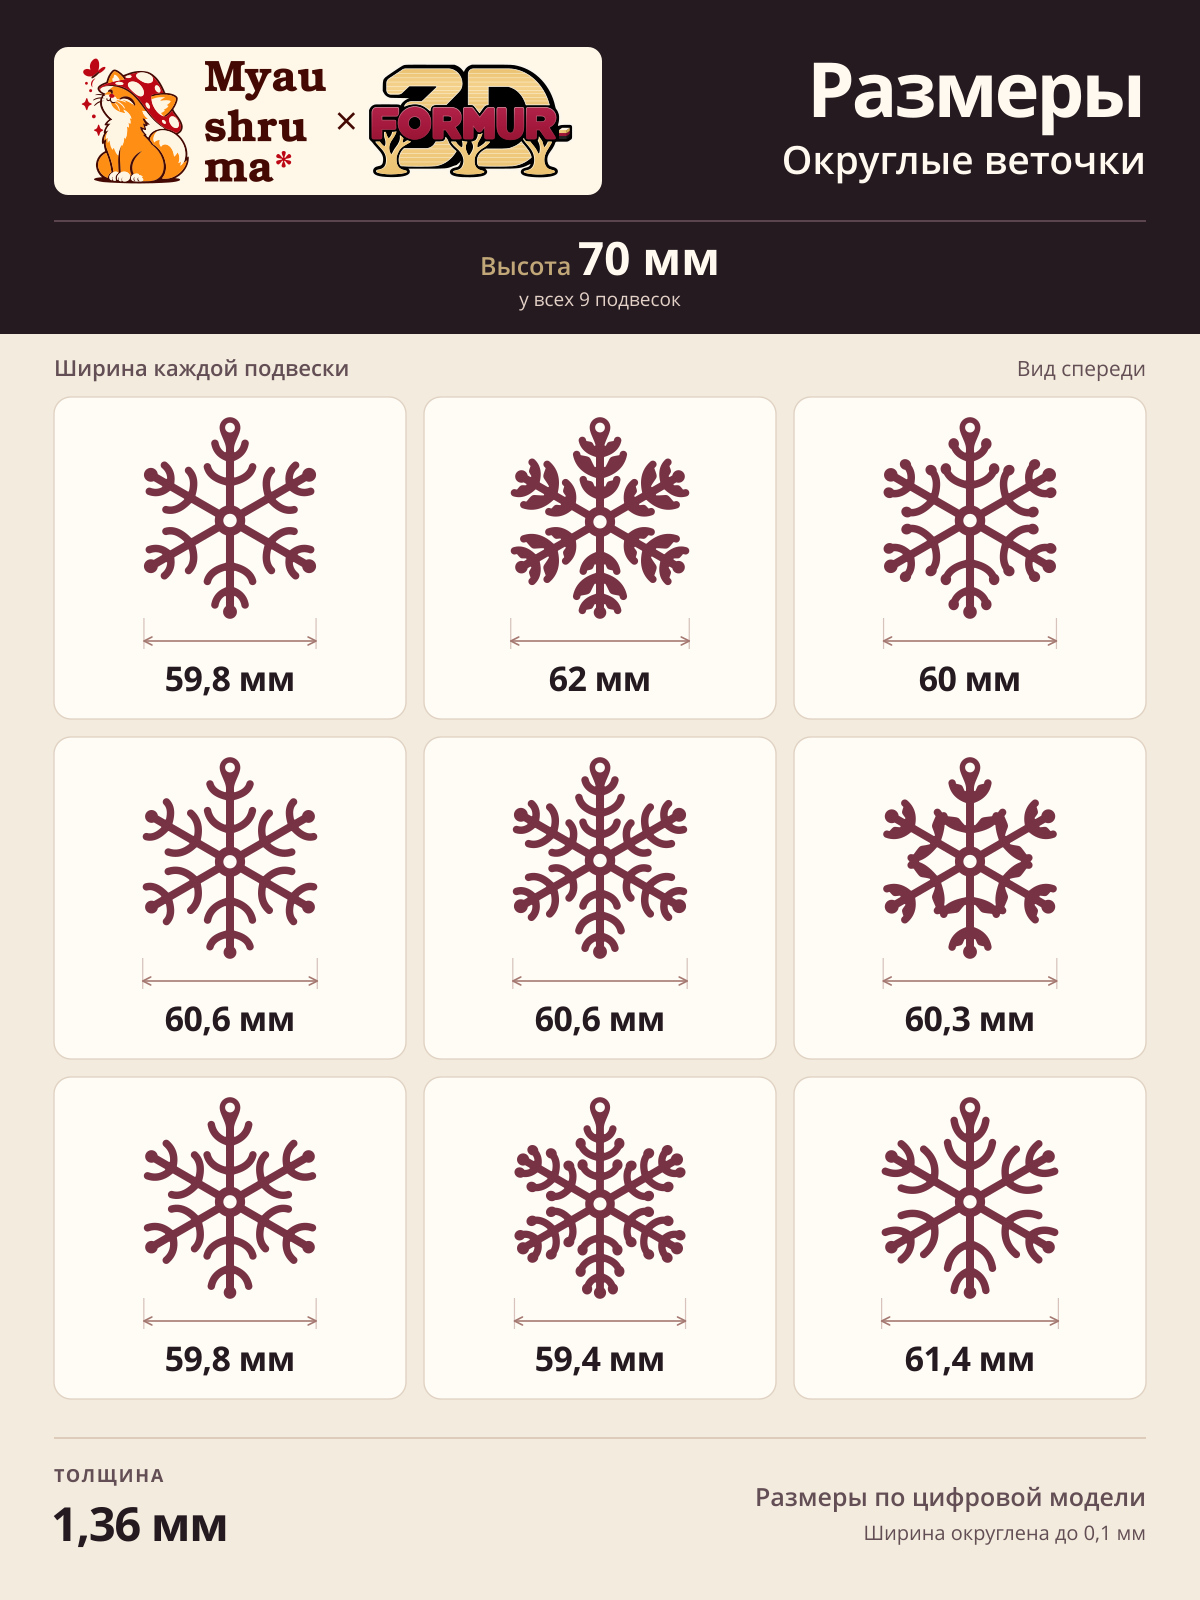 Myau
shru
ma*
×
3D
FORMUR
Размеры
Округлые веточки
Высота 70 мм
у всех 9 подвесок
Ширина каждой подвески
Вид спереди
59,8 мм
62 мм
60 мм
60,6 мм
60,6 мм
60,3 мм
59,8 мм
59,4 мм
61,4 мм
ТОЛЩИНА
1,36 мм
Размеры по цифровой модели
Ширина округлена до 0,1 мм